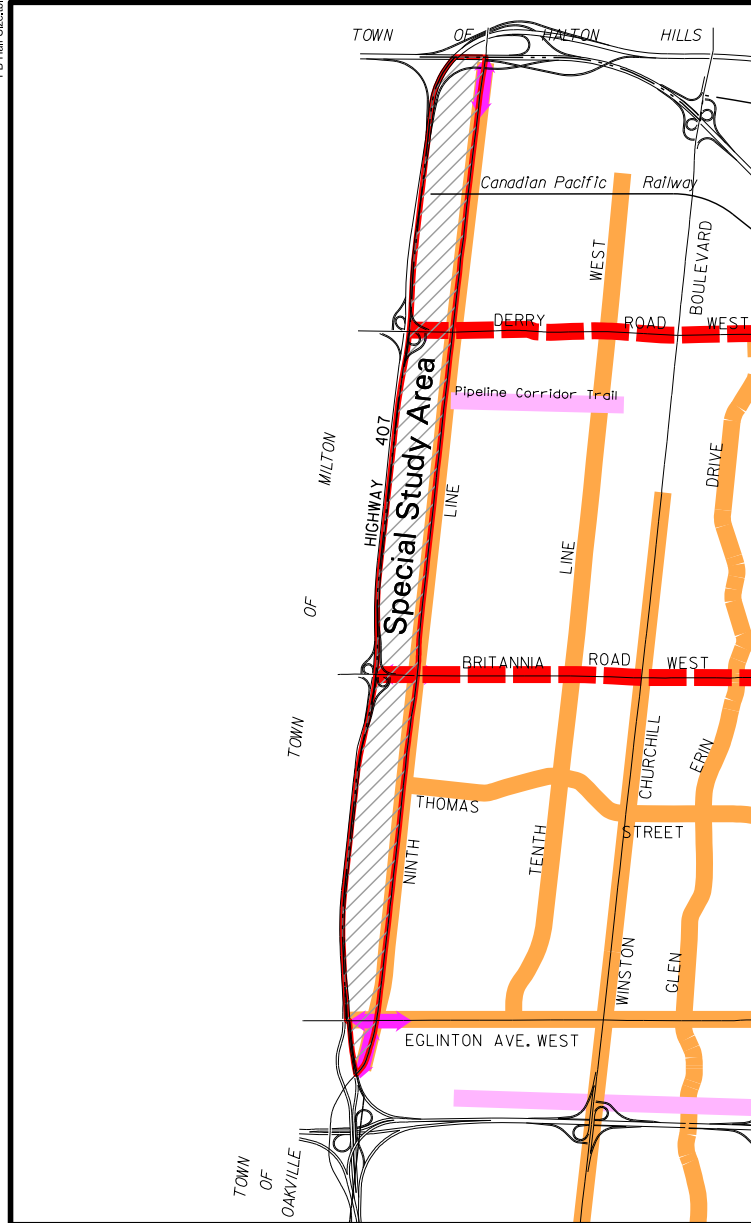 TOWN OF HALTON HILLS
Canadian Pacific Railway
WEST
BOULEVARD
DERRY ROAD WEST
Pipeline Corridor Trail
Special Study Area
HIGHWAY 407
MILTON
OF
TOWN
LINE
LINE
DRIVE
BRITANNIA ROAD WEST
CHURCHILL
ERIN
THOMAS
STREET
NINTH
TENTH
WINSTON
GLEN
EGLINTON AVE. WEST
TOWN
OF
OAKVILLE